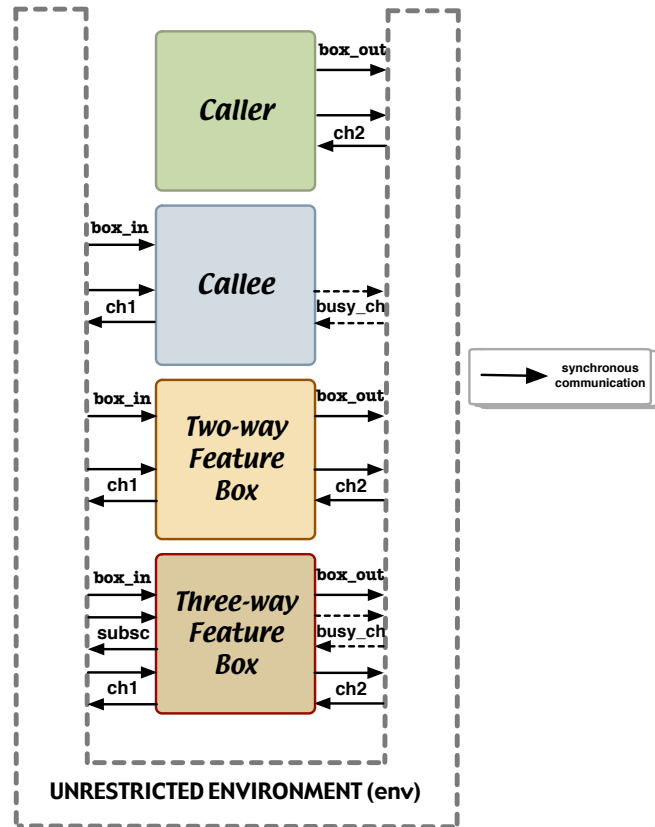 box_out
Caller
ch2
box_in
Callee
ch1
busy_ch
synchronous
communication
box_in
box_out
Two-way
Feature
Box
ch1
ch2
box_in
box_out
Three-way
Feature
Box
subsc
busy_ch
ch1
ch2
UNRESTRICTED ENVIRONMENT (env)